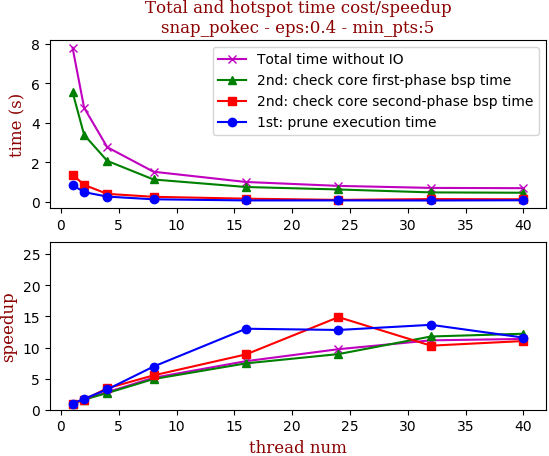 Total and hotspot time cost/speedup
snap_pokec - eps:0.4 - min_pts:5
time (s)
8
6
4
2
0
Total time without IO
2nd: check core first-phase bsp time
2nd: check core second-phase bsp time
1st: prune execution time
0 5 10 15 20 25 30 35 40
speedup
25
20
15
10
5
0
0 5 10 15 20 25 30 35 40
thread num